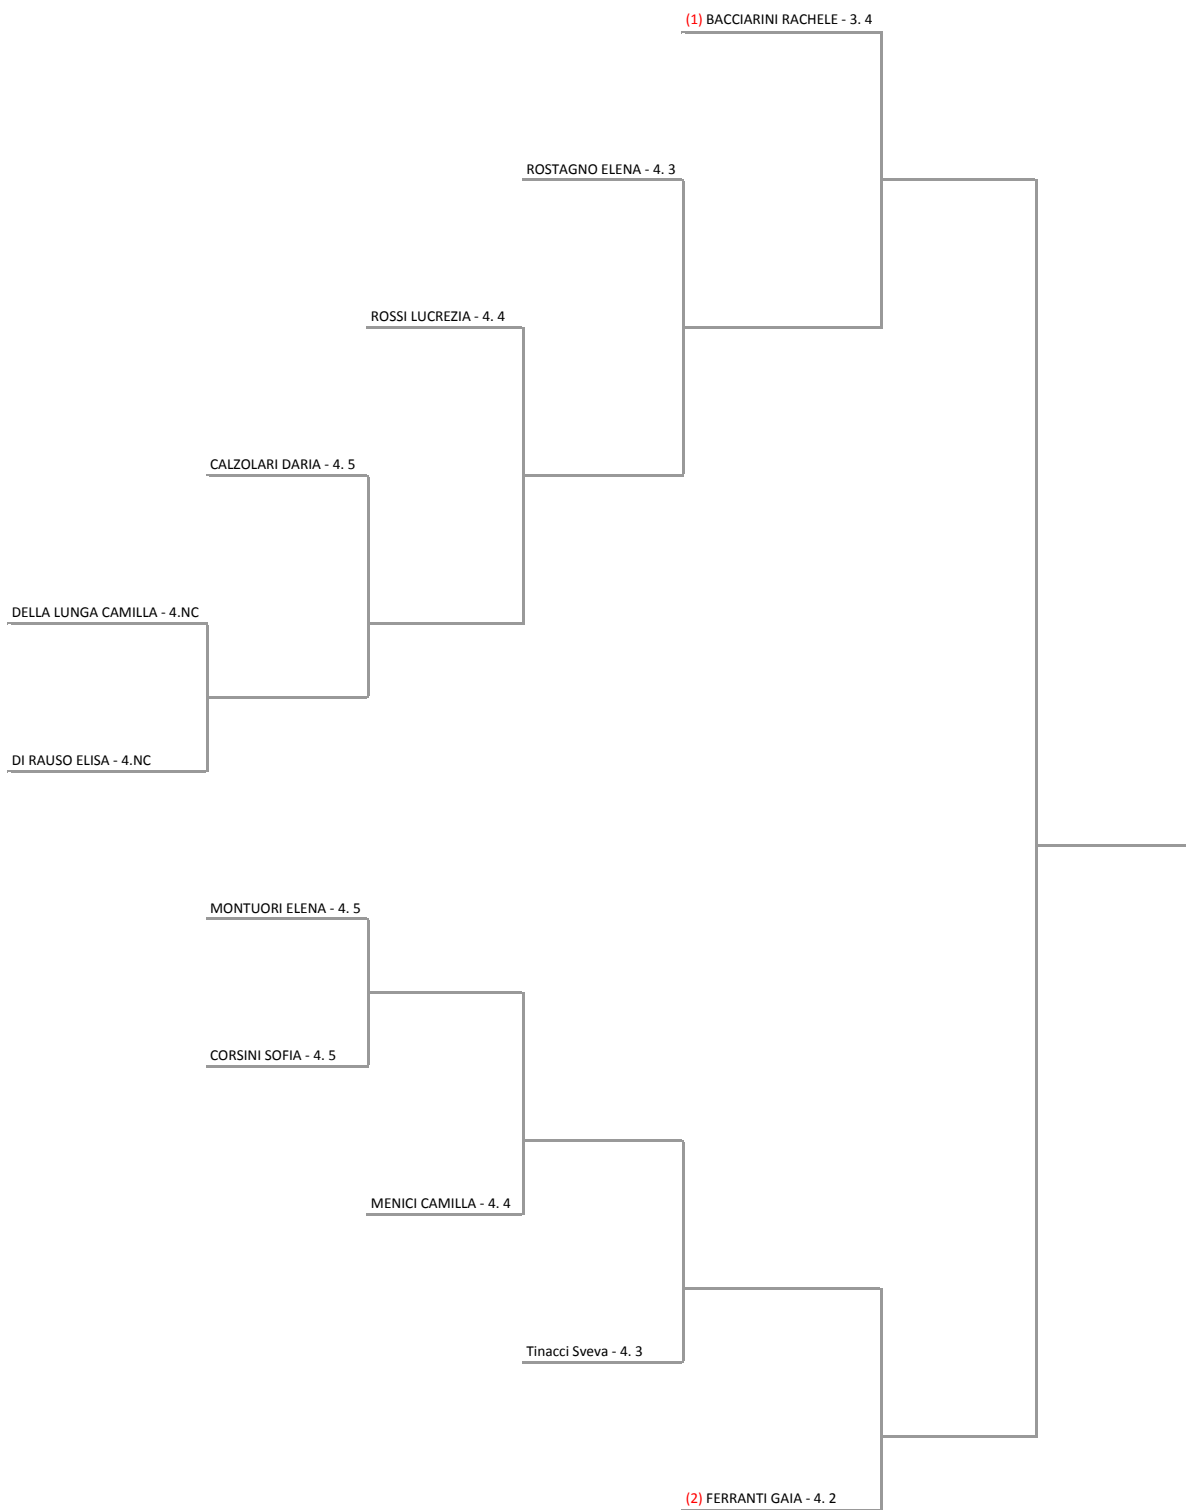 (1) BACCIARINI RACHELE - 3. 4
ROSTAGNO ELENA - 4. 3
ROSSI LUCREZIA - 4. 4
CALZOLARI DARIA - 4. 5
DELLA LUNGA CAMILLA - 4.NC
DI RAUSO ELISA - 4.NC
MONTUORI ELENA - 4. 5
CORSINI SOFIA - 4. 5
MENICI CAMILLA - 4. 4
Tinacci Sveva - 4. 3
(2) FERRANTI GAIA - 4. 2